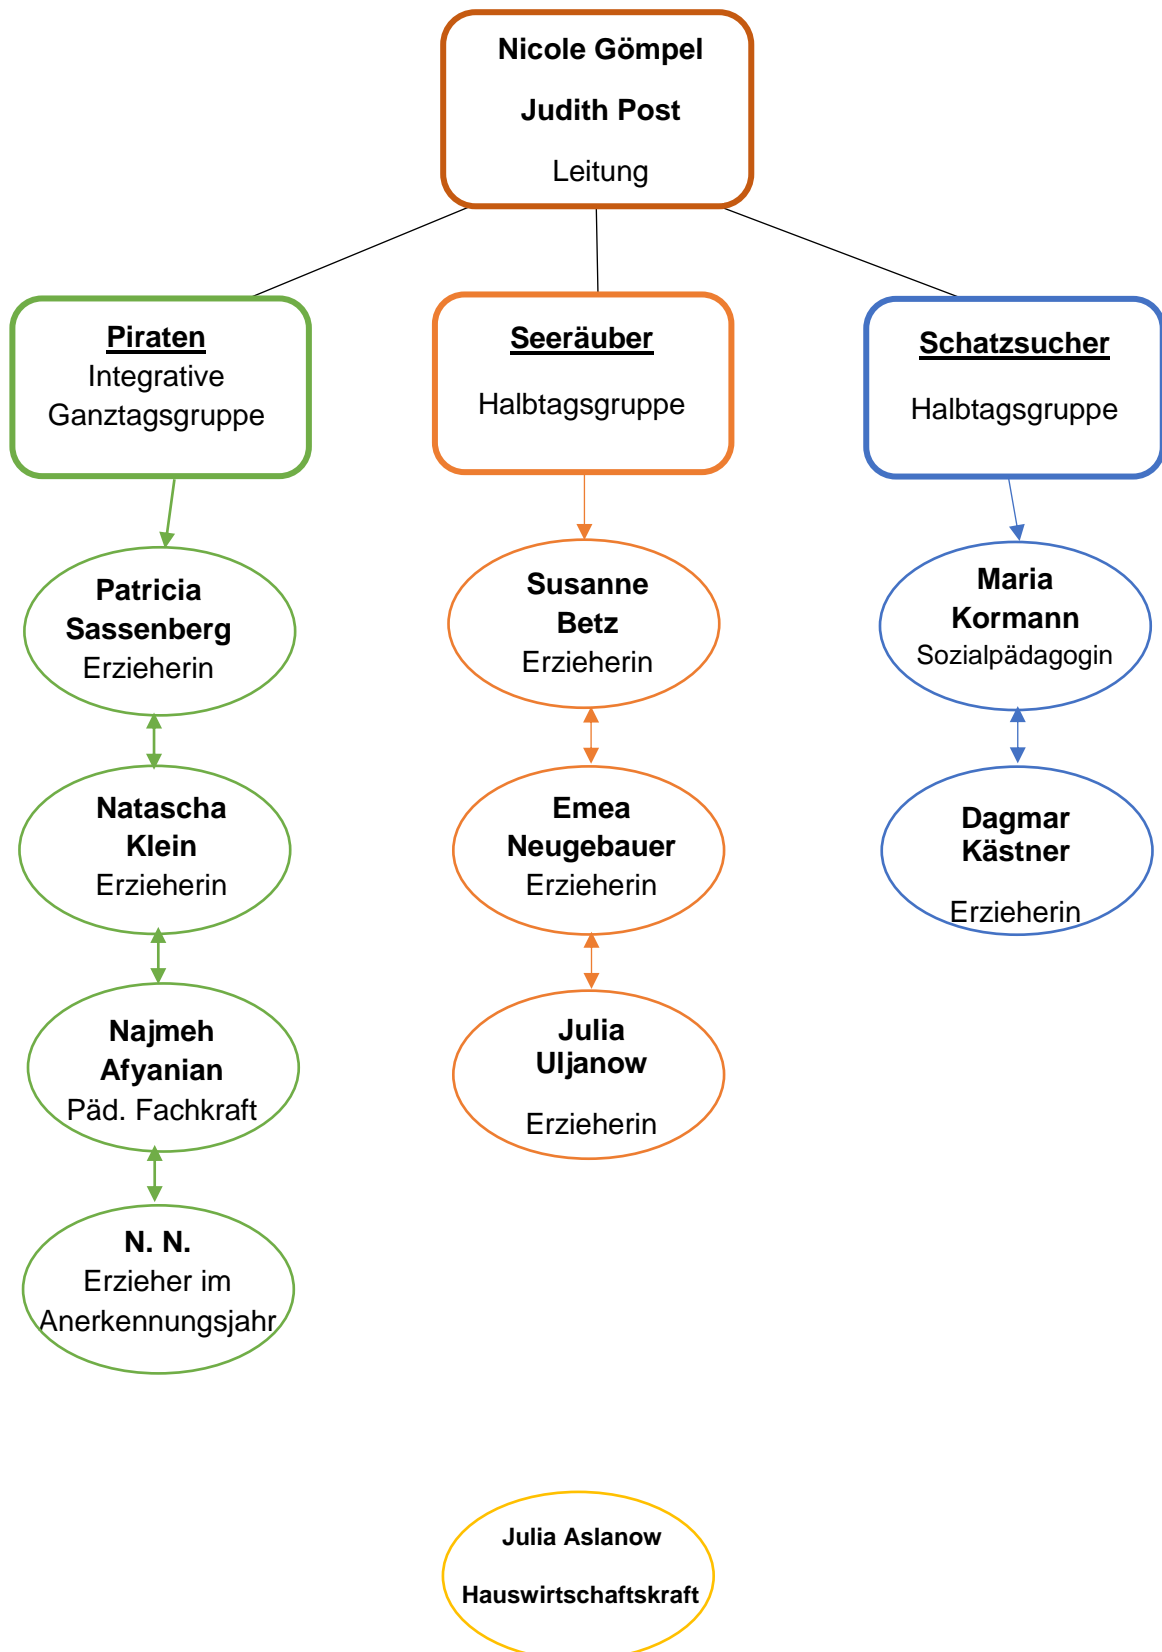 Nicole Gömpel
Judith Post
Leitung
Piraten
Integrative
Ganztagsgruppe
Seeräuber
Halbtagsgruppe
Schatzsucher
Halbtagsgruppe
Patricia
Sassenberg
Erzieherin
Natascha
Klein
Erzieherin
Najmeh
Afyanian
Päd. Fachkraft
N. N.
Erzieher im
Anerkennungsjahr
Susanne
Betz
Erzieherin
Emea
Neugebauer
Erzieherin
Julia
Uljanow
Erzieherin
Maria
Kormann
Sozialpädagogin
Dagmar
Kästner
Erzieherin
Julia Aslanow
Hauswirtschaftskraft